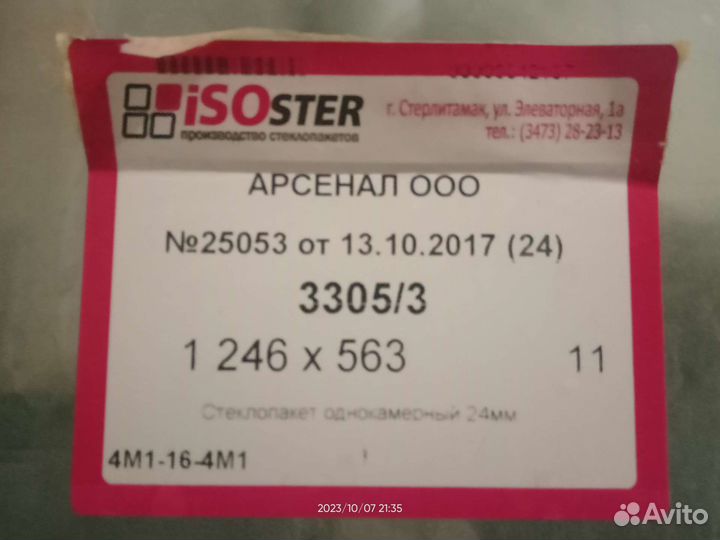 iSOSTER
производство стеклопакетов
г. Стерлитамак, ул. Элеваторная, 1а
тел.: (3473) 28-23-13
АРСЕНАЛ ООО
№25053 от 13.10.2017 (24)
3305/3
1 246 x 563 11
Стеклопакет однокамерный 24мм
4М1-16-4М1
2023/10/07 21:35
Avito